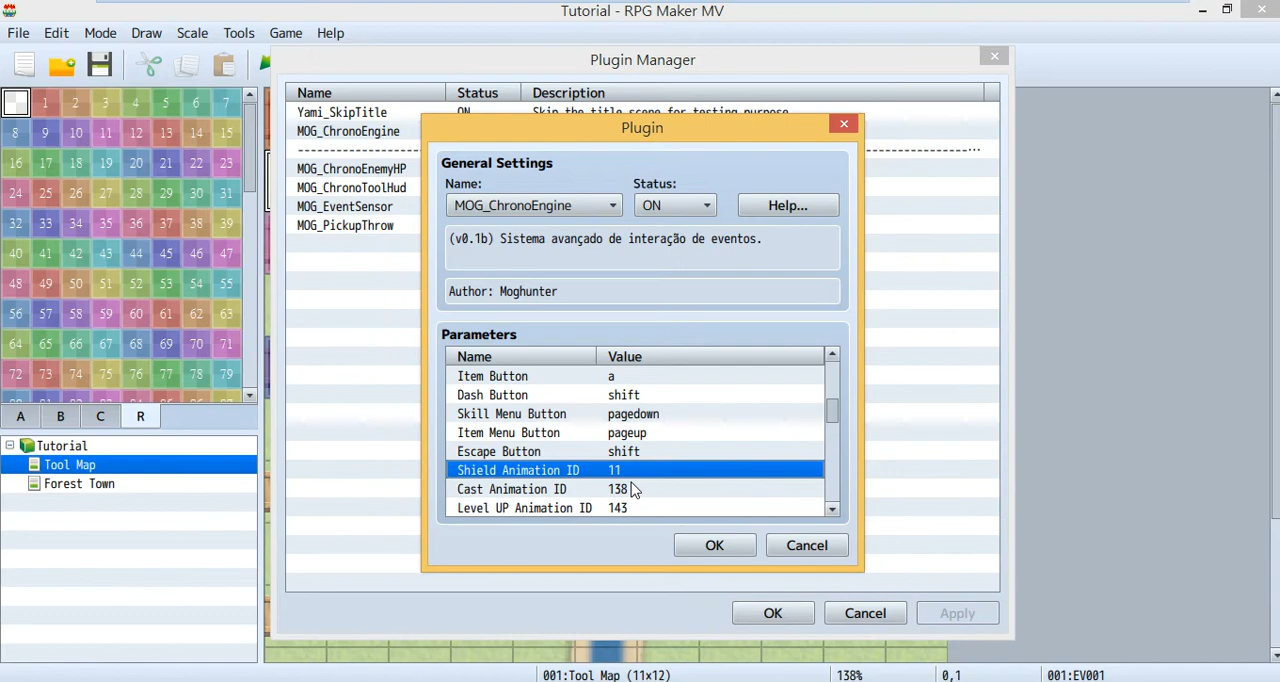 Tutorial - RPG Maker MV
File Edit Mode Draw Scale Tools Game Help
Plugin Manager
Name Status Description
Yami_SkipTitle ON Skip the title scene for testing purpose
MOG_ChronoEngine
MOG_ChronoEnemyHP
MOG_ChronoToolHud
MOG_EventSensor
MOG_PickupThrow
Plugin
General Settings
Name: Status:
MOG_ChronoEngine ON Help...
(v0.1b) Sistema avançado de interação de eventos.
Author: Moghunter
Parameters
Name Value
Item Button a
Dash Button shift
Skill Menu Button pagedown
Item Menu Button pageup
Escape Button shift
Shield Animation ID 11
Cast Animation ID 138
Level UP Animation ID 143
OK Cancel
OK Cancel Apply
1 2 3 4 5 6 7
8 9 10 11 12 13 14 15
16 17 18 19 20 21 22 23
24 25 26 27 28 29 30 31
32 33 34 35 36 37 38 39
40 41 42 43 44 45 46 47
48 49 50 51 52 53 54 55
56 57 58 59 60 61 62 63
64 65 66 67 68 69 70 71
72 73 74 75 76 77 78 79
A B C R
Tutorial
Tool Map
Forest Town
001:Tool Map (11x12) 138% 0,1 001:EV001